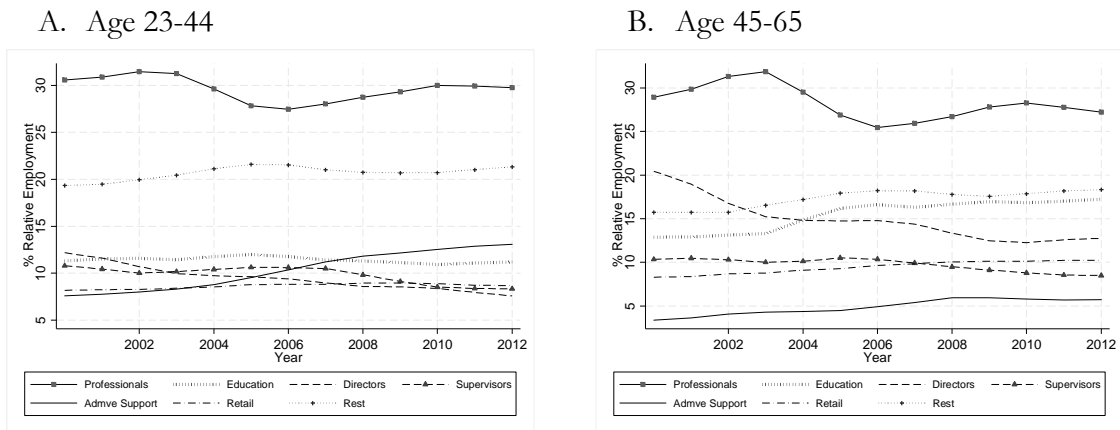 A. Age 23-44
B. Age 45-65
% Relative Employment
30
25
20
15
10
5
2002 2004 2006 2008 2010 2012
Year
Professionals Education Directors Supervisors
Admve Support Retail Rest
% Relative Employment
30
25
20
15
10
5
2002 2004 2006 2008 2010 2012
Year
Professionals Education Directors Supervisors
Admve Support Retail Rest